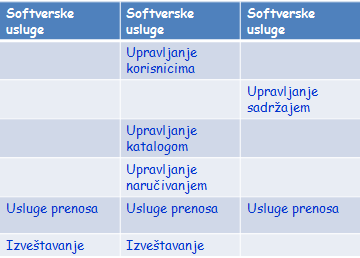 Softverske usluge
Softverske usluge
Softverske usluge
Upravljanje korisnicima
Upravljanje sadržajem
Upravljanje katalogom
Upravljanje naručivanjem
Usluge prenosa
Usluge prenosa
Usluge prenosa
Izveštavanje
Izveštavanje